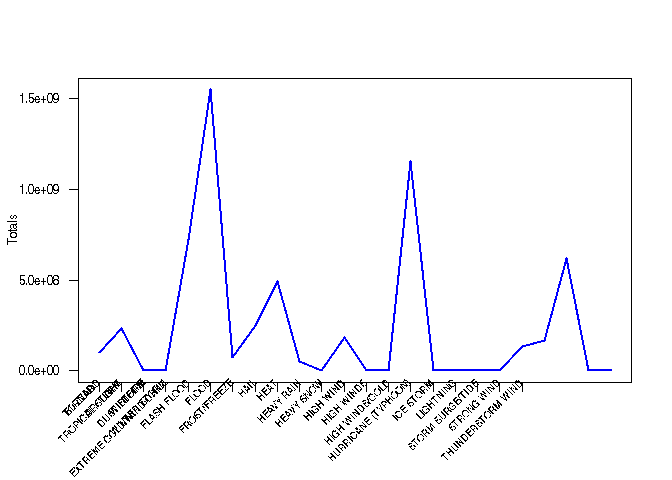 1.5e+09
1.0e+09
5.0e+08
0.0e+00
Totals
FLASH FLOOD
FLOOD
FROST/FREEZE
HAIL
HEAT
HEAVY RAIN
HEAVY SNOW
HIGH WIND
HIGH WINDS
HIGH WINDS/COLD
HURRICANE (TYPHOON)
ICE STORM
LIGHTNING
STORM SURGE/TIDE
STRONG WIND
THUNDERSTORM WIND